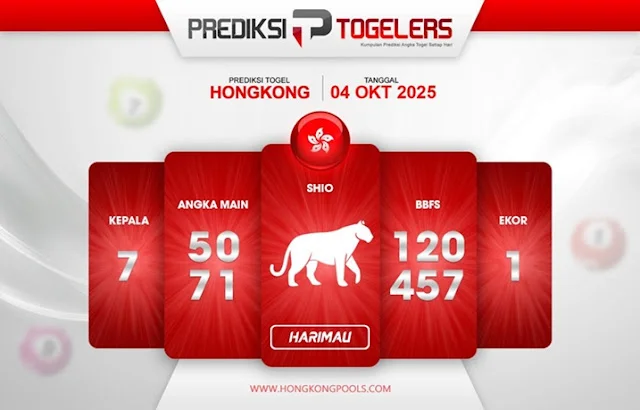 PREDIKSI TP TOGELERS
Kumpulan Prediksi Angka Togel Setiap Hari
PREDIKSI TOGEL
HONGKONG
TANGGAL
04 OKT 2025
KEPALA
7
ANGKA MAIN
50
71
SHIO
HARIMAU
BBFS
120
457
EKOR
1
WWW.HONGKONGPOOLS.COM